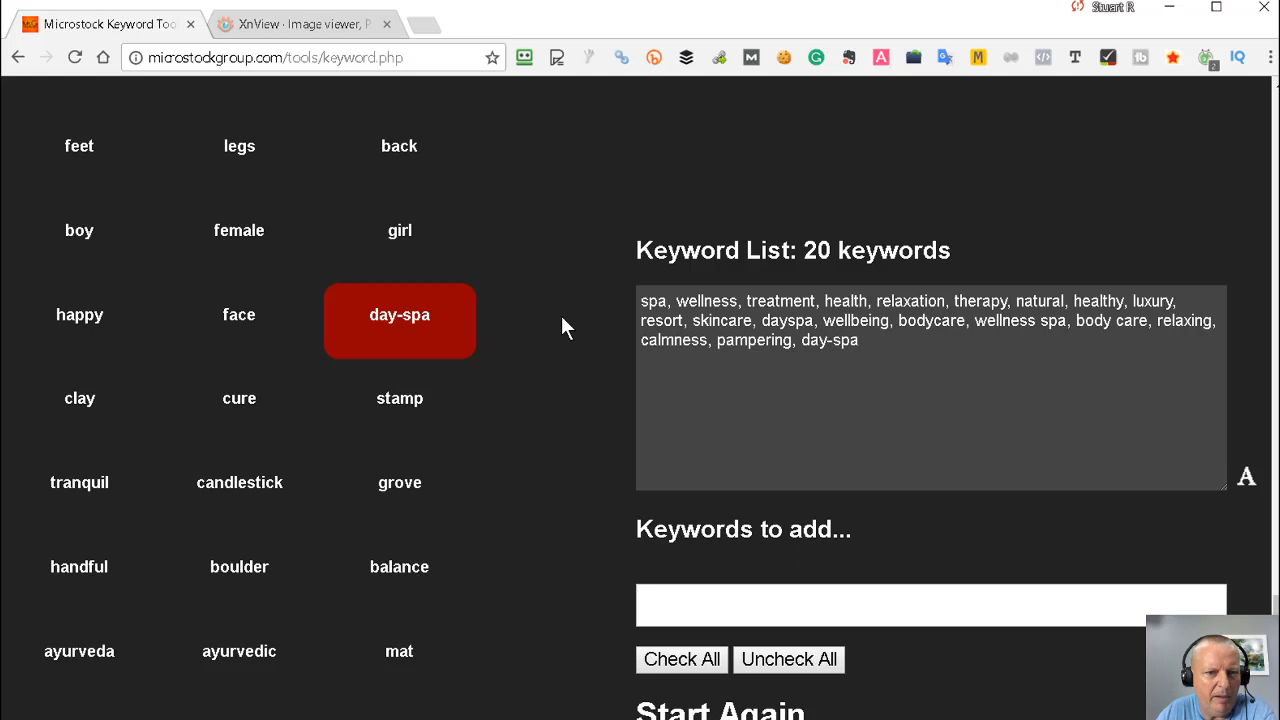 Microstock Keyword Too
XnView · Image viewer, P
Stuart R
microstockgroup.com/tools/keyword.php
2
feet legs back
boy female girl
happy face day-spa
clay cure stamp
tranquil candlestick grove
handful boulder balance
ayurveda ayurvedic mat
Keyword List: 20 keywords
spa, wellness, treatment, health, relaxation, therapy, natural, healthy, luxury,
resort, skincare, dayspa, wellbeing, bodycare, wellness spa, body care, relaxing,
calmness, pampering, day-spa
A
Keywords to add...
Check All Uncheck All
Start Again